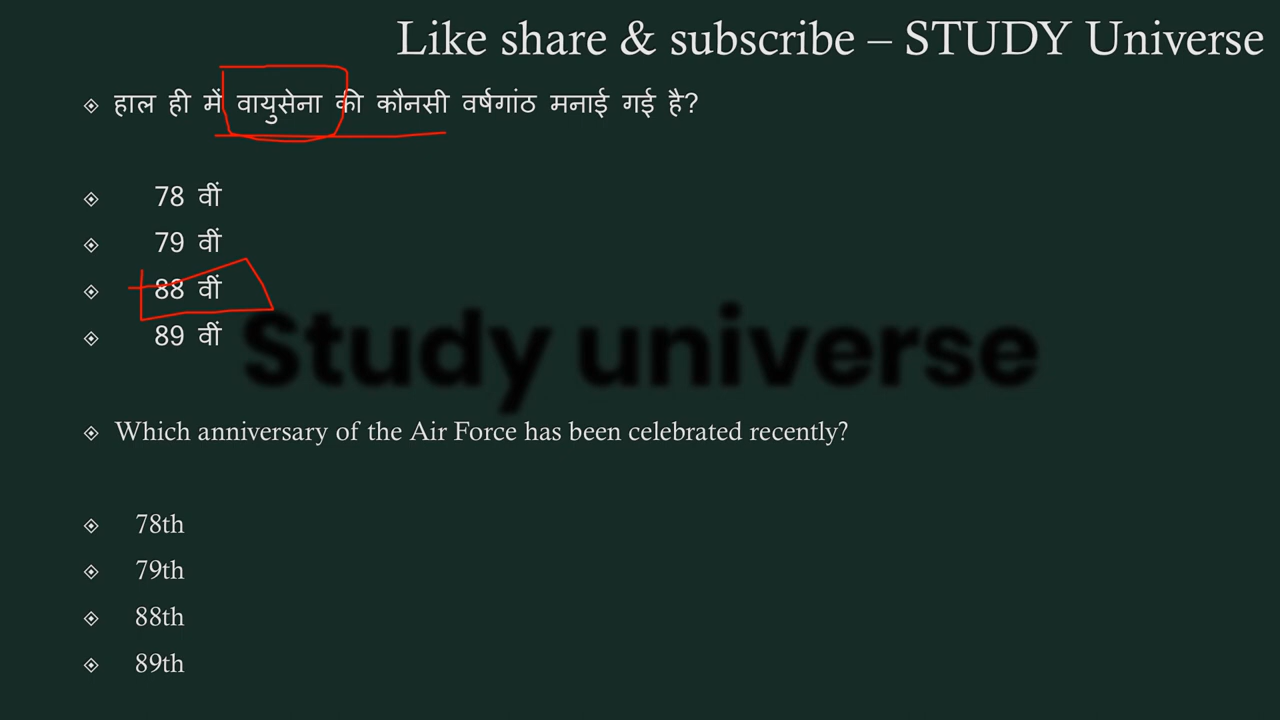 Like share & subscribe – STUDY Universe
हाल ही में वायुसेना की कौनसी वर्षगांठ मनाई गई है?
78 वीं
79 वीं
88 वीं
89 वीं
Study universe
Which anniversary of the Air Force has been celebrated recently?
78th
79th
88th
89th